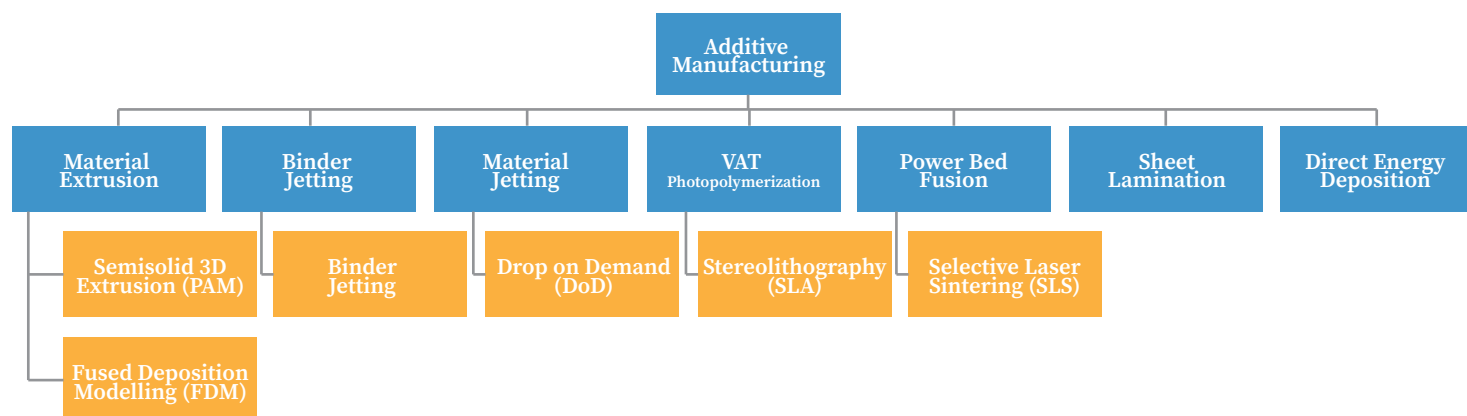 Additive
Manufacturing
Material
Extrusion
Binder
Jetting
Material
Jetting
VAT
Photopolymerization
Power Bed
Fusion
Sheet
Lamination
Direct Energy
Deposition
Semisolid 3D
Extrusion (PAM)
Binder
Jetting
Drop on Demand
(DoD)
Stereolithography
(SLA)
Selective Laser
Sintering (SLS)
Fused Deposition
Modelling (FDM)